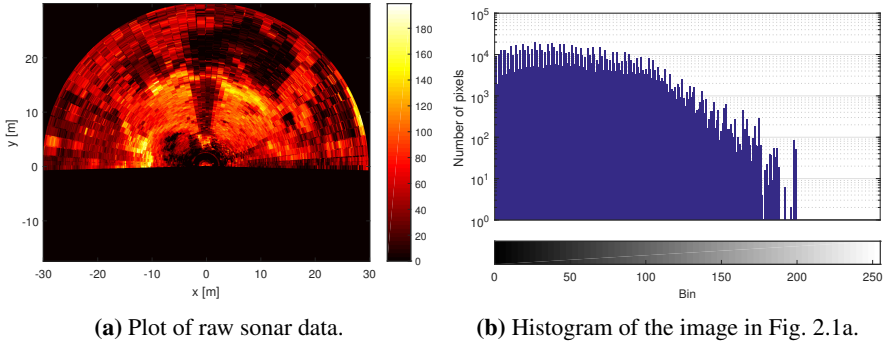 20
10
0
-10
y [m]
-30 -20 -10 0 10 20 30
x [m]
180
160
140
120
100
80
60
40
20
0
10^5
10^4
10^3
10^2
10^1
10^0
Number of pixels
0 50 100 150 200 250
Bin
(a) Plot of raw sonar data.
(b) Histogram of the image in Fig. 2.1a.